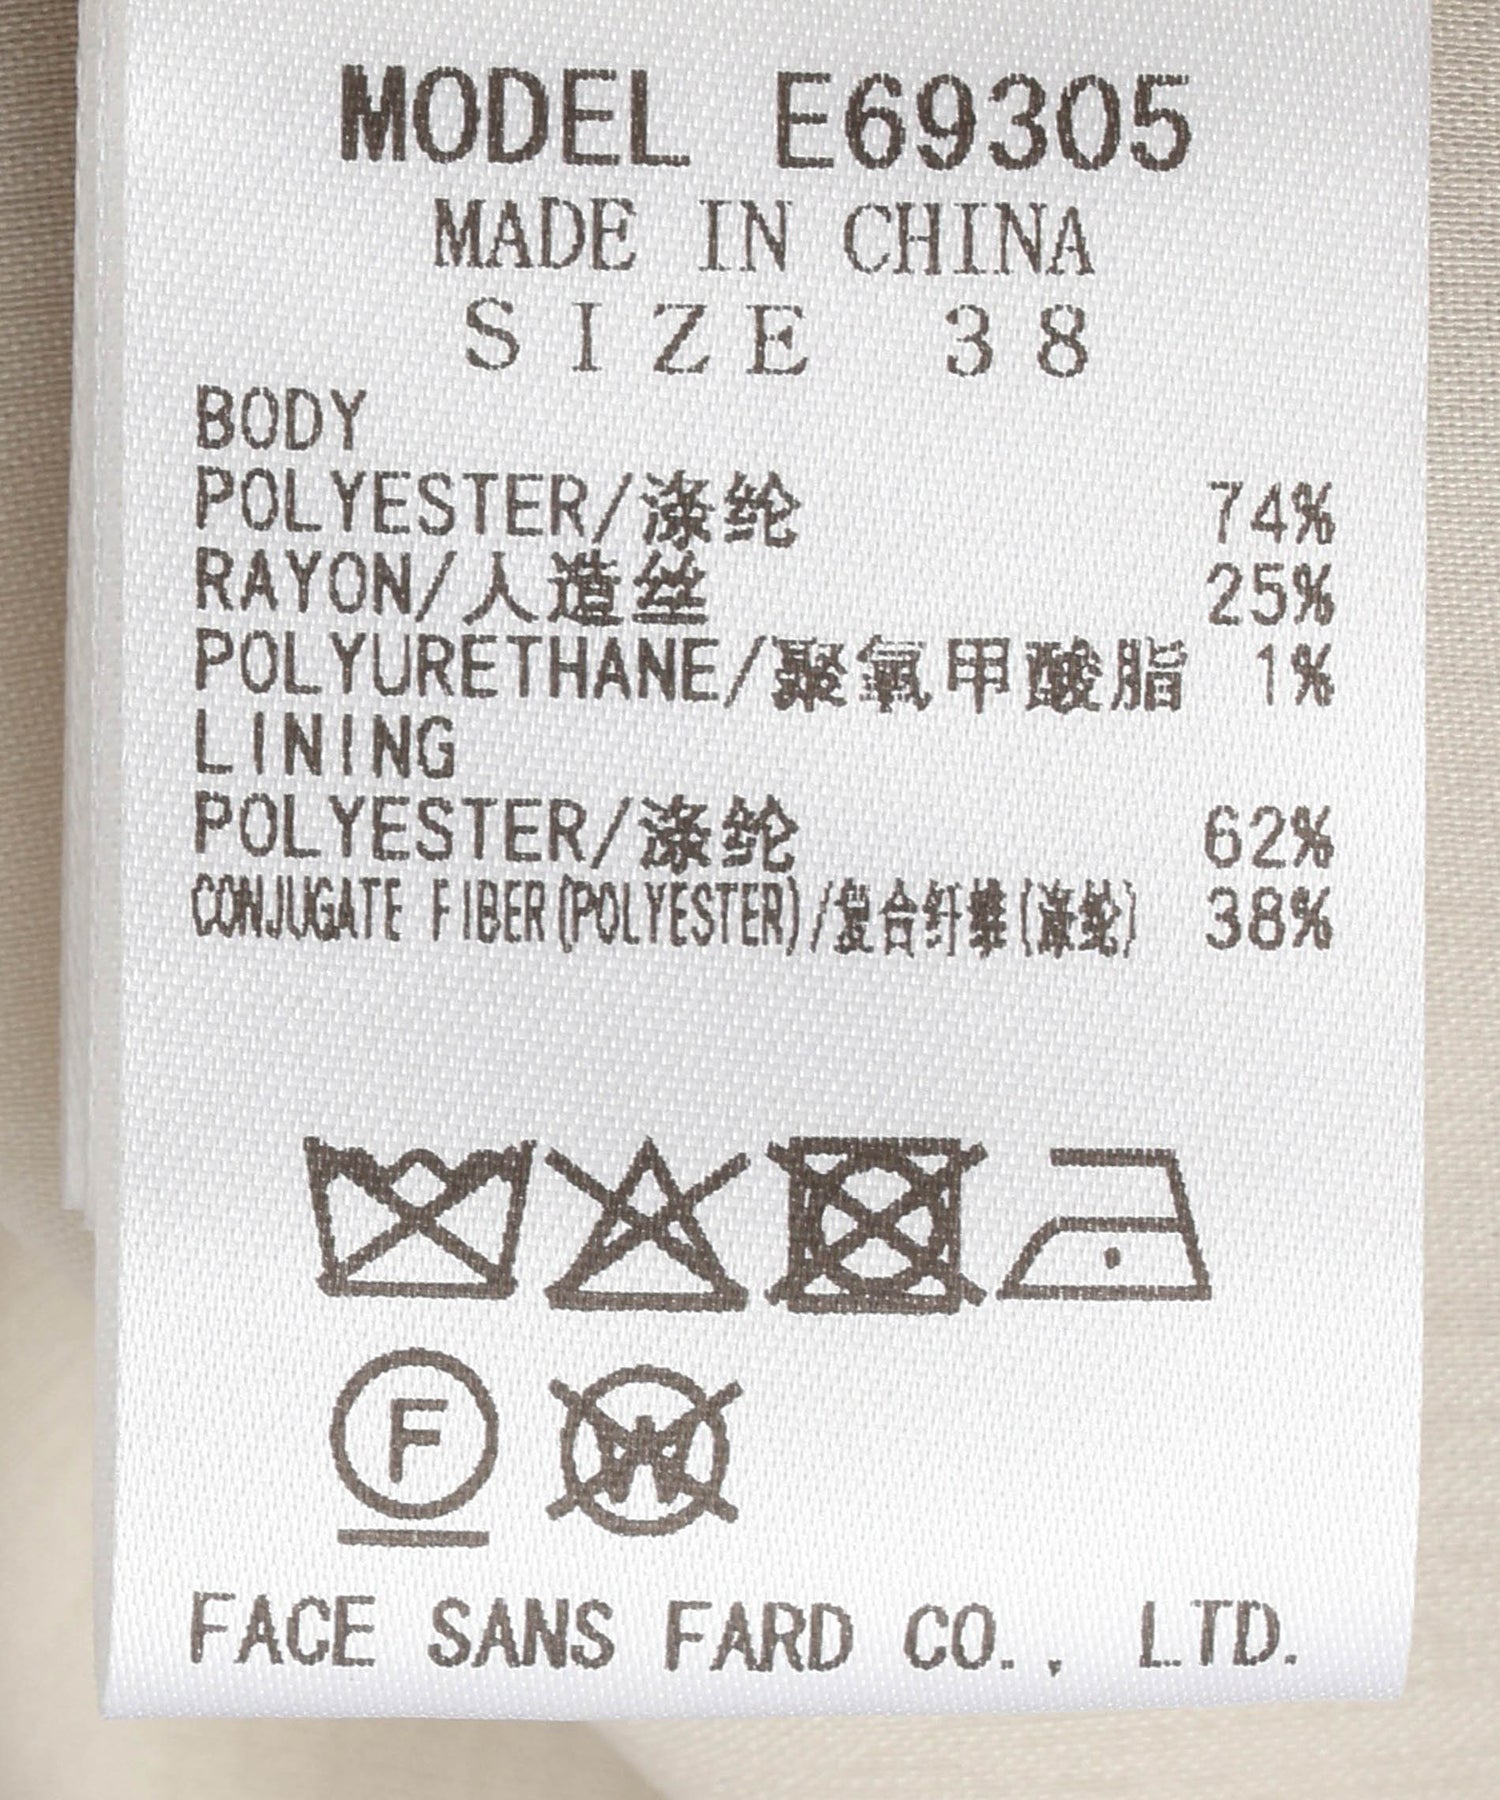 MODEL E69305
MADE IN CHINA
SIZE 38
BODY
POLYESTER/涤纶 74%
RAYON/人造丝 25%
POLYURETHANE/聚氧甲酸脂 1%
LINING
POLYESTER/涤纶 62%
CONJUGATE FIBER(POLYESTER)/复合纤维(涤纶) 38%
F
W
FACE SANS FARD CO., LTD.